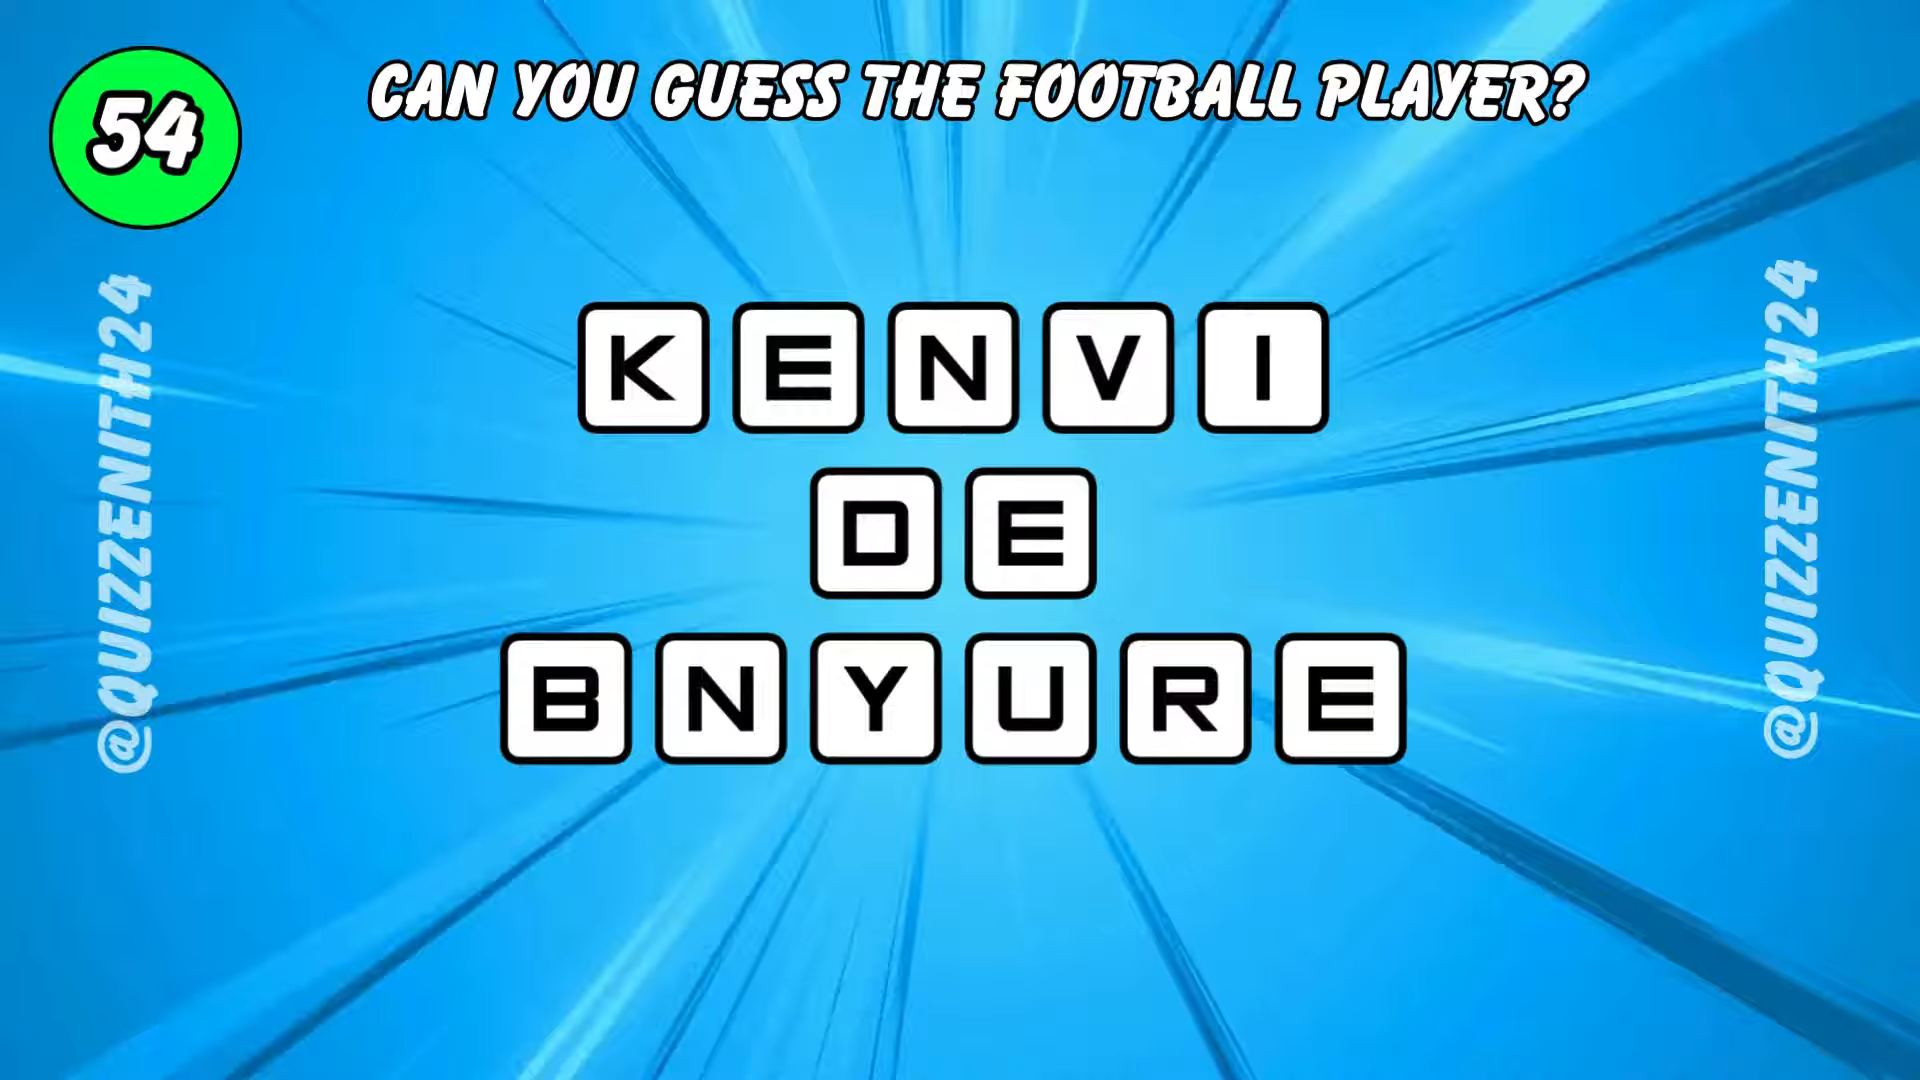 54
CAN YOU GUESS THE FOOTBALL PLAYER?
@QUIZZENITH24
KENVI
DE
BNYURE
@QUIZZENITH24